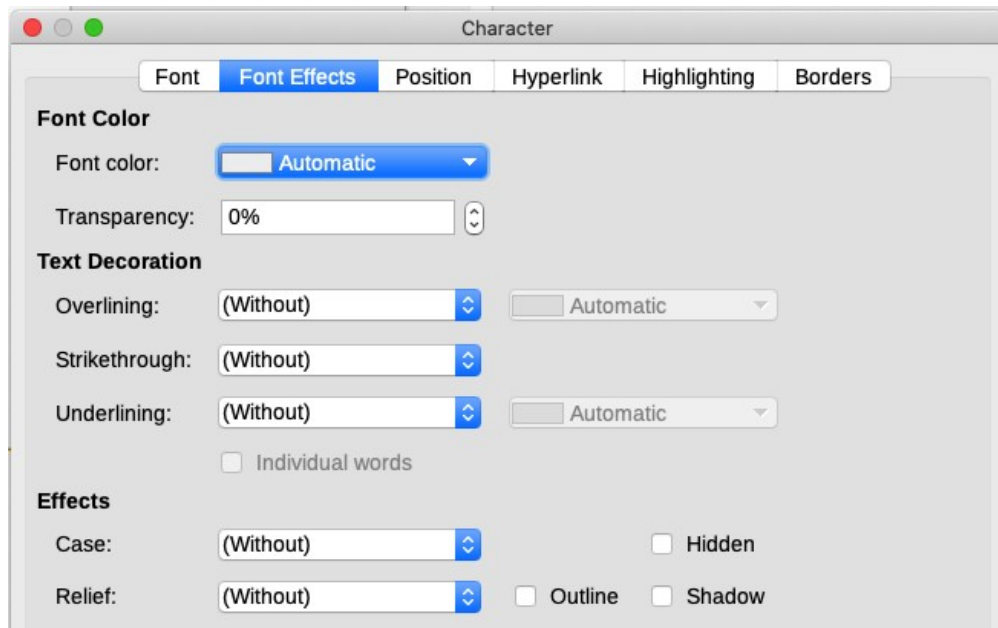 Character
Font Font Effects Position Hyperlink Highlighting Borders
Font Color
Font color: Automatic
Transparency: 0%
Text Decoration
Overlining: (Without) Automatic
Strikethrough: (Without)
Underlining: (Without) Automatic
Individual words
Effects
Case: (Without) Hidden
Relief: (Without) Outline Shadow